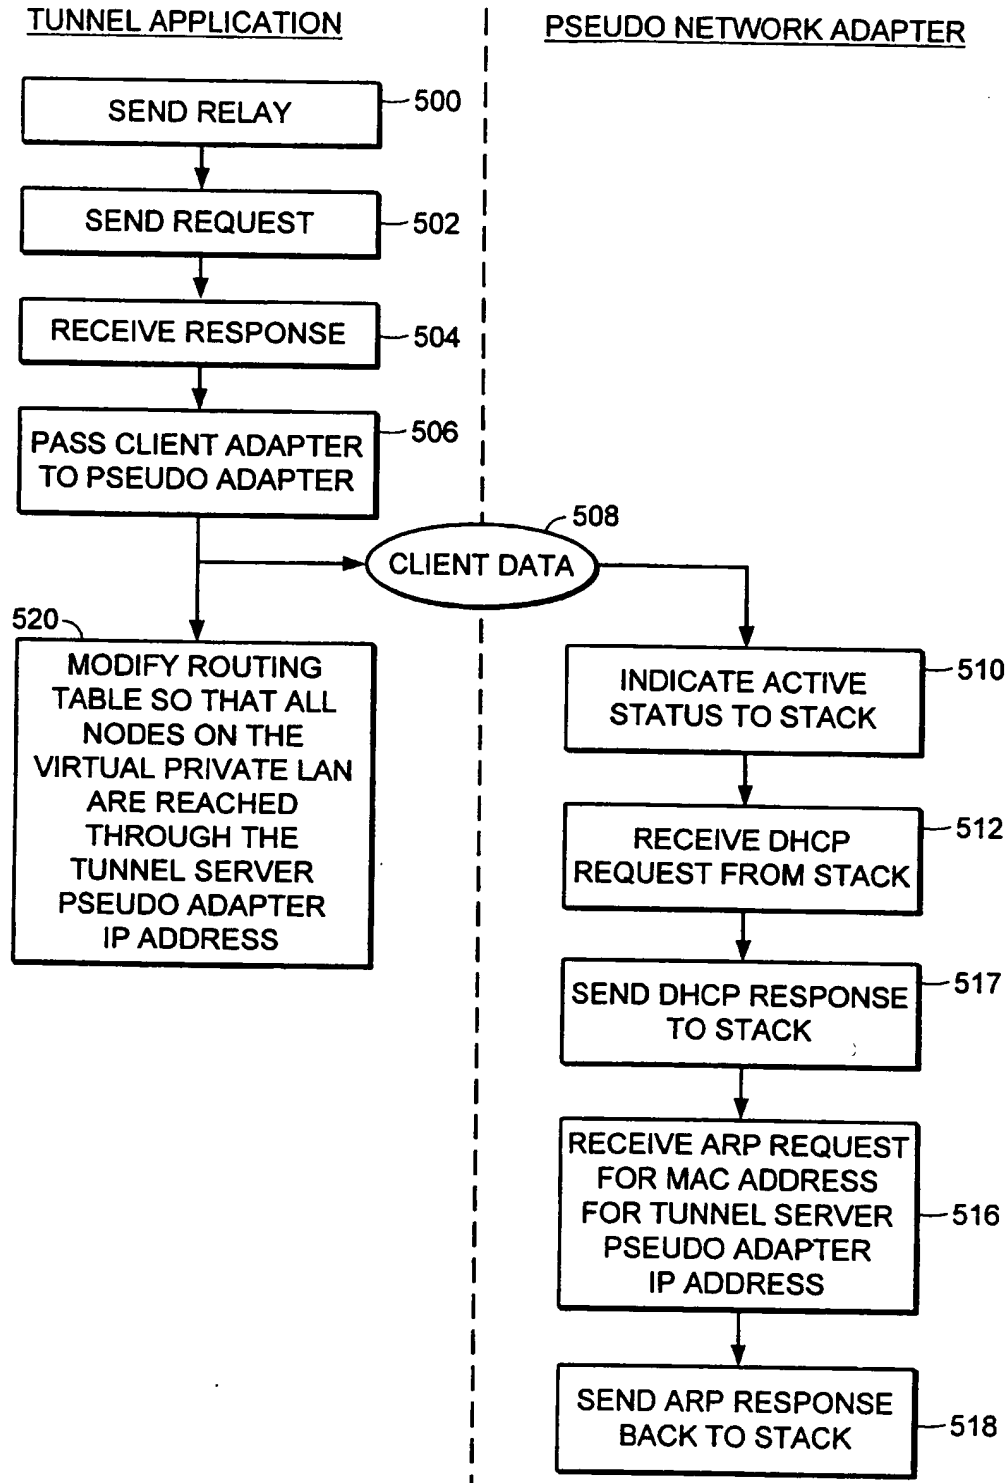 TUNNEL APPLICATION
PSEUDO NETWORK ADAPTER
SEND RELAY
500
SEND REQUEST
502
RECEIVE RESPONSE
504
PASS CLIENT ADAPTER
TO PSEUDO ADAPTER
506
508
CLIENT DATA
520
MODIFY ROUTING
TABLE SO THAT ALL
NODES ON THE
VIRTUAL PRIVATE LAN
ARE REACHED
THROUGH THE
TUNNEL SERVER
PSEUDO ADAPTER
IP ADDRESS
INDICATE ACTIVE
STATUS TO STACK
510
RECEIVE DHCP
REQUEST FROM STACK
512
SEND DHCP RESPONSE
TO STACK
517
RECEIVE ARP REQUEST
FOR MAC ADDRESS
FOR TUNNEL SERVER
PSEUDO ADAPTER
IP ADDRESS
516
SEND ARP RESPONSE
BACK TO STACK
518